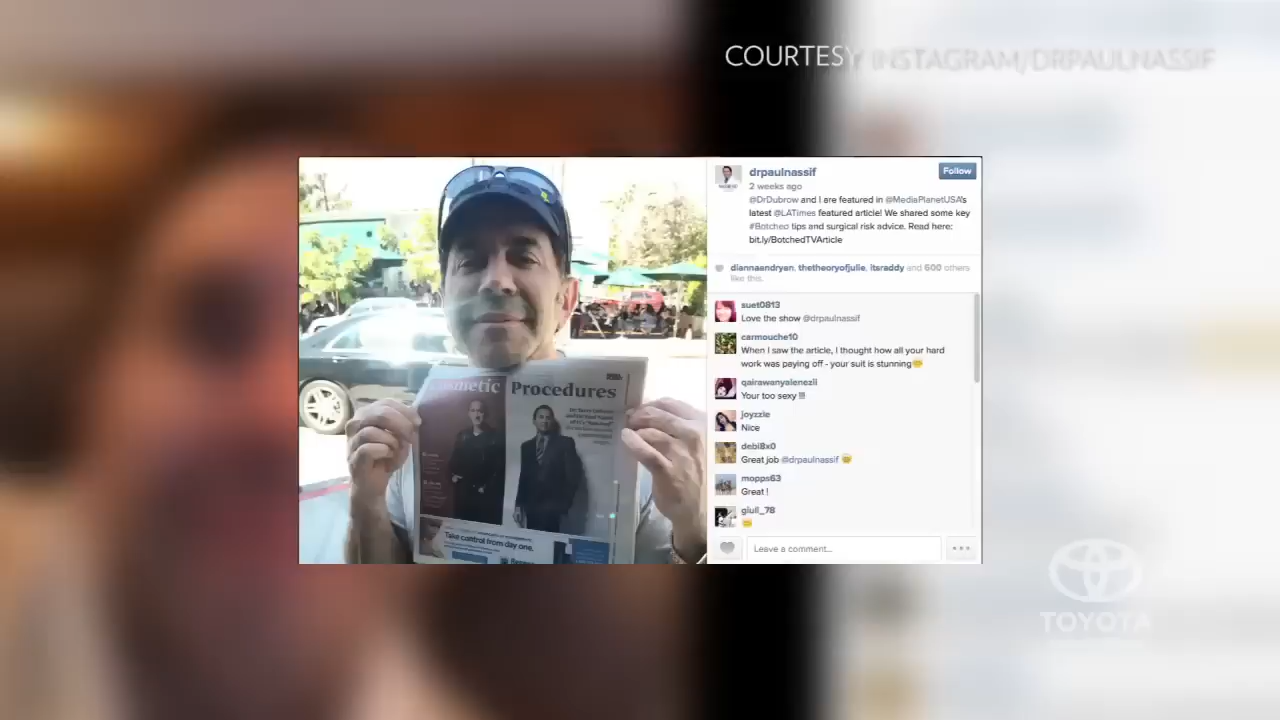 COURTESY INSTAGRAM/DRPAULNASSIF
drpaulnassif
Follow
2 weeks ago
@DrDubrow and I are featured in @MediaPlanetUSA's
latest @LATimes featured article! We shared some key
#Botched tips and surgical risk advice. Read here:
bit.ly/BotchedTVArticle
diannaandryan, thetheoryofjulie, itsraddy and 600 others
like this.
suet0813
Love the show @drpaulnassif
carmouche10
When I saw the article, I thought how all your hard
work was paying off - your suit is stunning
qairawanyalenezii
Your too sexy !!!
joyzzie
Nice
debi8x0
Great job @drpaulnassif
mopps63
Great !
giull_78
Leave a comment...
Cosmetic Procedures
Take control from day one.
TOYOTA